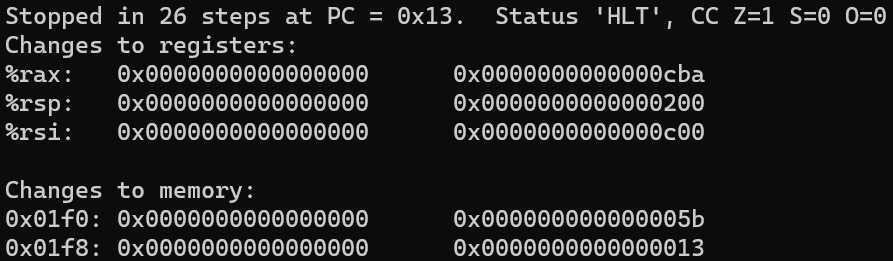 Stopped in 26 steps at PC = 0x13.  Status 'HLT', CC Z=1 S=0 O=0
Changes to registers:
%rax:   0x0000000000000000      0x0000000000000cba
%rsp:   0x0000000000000000      0x0000000000000200
%rsi:   0x0000000000000000      0x0000000000000c00

Changes to memory:
0x01f0: 0x0000000000000000      0x000000000000005b
0x01f8: 0x0000000000000000      0x0000000000000013